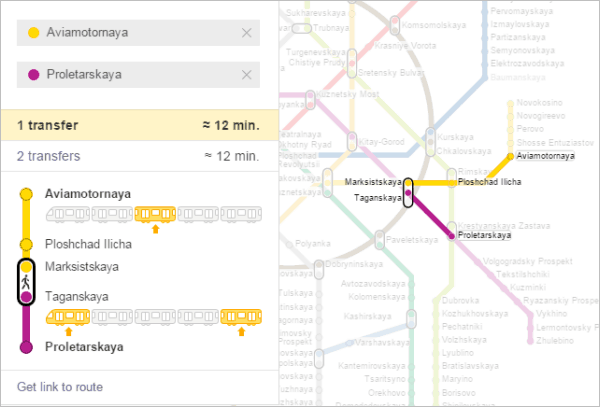 Aviamotornaya
Proletarskaya
1 transfer
≈ 12 min.
2 transfers
≈ 12 min.
Aviamotornaya
Ploshchad Ilicha
Marksistskaya
Taganskaya
Proletarskaya
Get link to route
Sukharevskaya
Trubnaya
Turgenevskaya
Chistiye Prudy
Sretensky Bulvar
Komsomolskaya
Krasniye Vorota
Kuznetsky Most
Kitay-Gorod
Kurskaya
Chkalovskaya
Pervomayskaya
Izmaylovskaya
Partizanskaya
Semyonovskaya
Elektrozavodskaya
Baumanskaya
Novokosino
Novogireevo
Perovo
Shosse Entuziastov
Aviamotornaya
Rimskaya
Ploshchad Ilicha
Marksistskaya
Taganskaya
Krestyanskaya Zastava
Proletarskaya
Polyanka
Paveletskaya
Dobryninskaya
Volgogradsky Prospekt
Tekstilshchiki
Kuzminki
Ryazanskiy Prospekt
Vykhino
Lermontovsky Prospekt
Zhulebino
Avtozavodskaya
Kolomenskaya
Kashirskaya
Varshavskaya
Kantemirovskaya
Tsaritsyno
Orekhovo
Dubrovka
Kozhukhovskaya
Pechatniki
Volzhskaya
Lyublino
Bratislavskaya
Maryino
Borisovo
Tulskaya